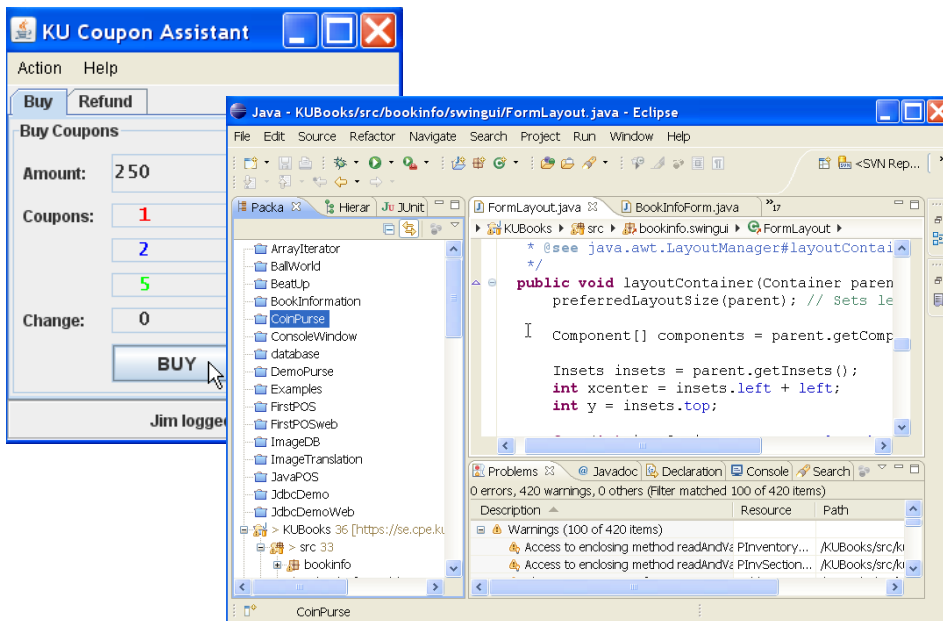 KU Coupon Assistant
Action Help
Buy Refund
Buy Coupons
Amount: 250
Coupons: 1
2
5
Change: 0
BUY
Jim logge
Java - KUBooks/src/bookinfo/swingui/FormLayout.java - Eclipse
File Edit Source Refactor Navigate Search Project Run Window Help
<SVN Rep...
Packa Hierar JUnit
ArrayIterator
BallWorld
BeatUp
BookInformation
CoinPurse
ConsoleWindow
database
DemoPurse
Examples
FirstPOS
FirstPOSweb
ImageDB
ImageTranslation
JavaPOS
JdbcDemo
JdbcDemoWeb
> KUBooks 36 [https://se.cpe.ku
> src 33
bookinfo
FormLayout.java BookInfoForm.java »17
KUBooks src bookinfo.swingui FormLayout
* @see java.awt.LayoutManager#layoutContai
*/
public void layoutContainer(Container paren
preferredLayoutSize(parent); // Sets le
Component[] components = parent.getComp
Insets insets = parent.getInsets();
int xcenter = insets.left + left;
int y = insets.top;
Problems @ Javadoc Declaration Console Search
0 errors, 420 warnings, 0 others (Filter matched 100 of 420 items)
Description Resource Path
Warnings (100 of 420 items)
Access to enclosing method readAndVa PInventory... /KUBooks/src/ku
Access to enclosing method readAndVa PInvSection... /KUBooks/src/ku
CoinPurse